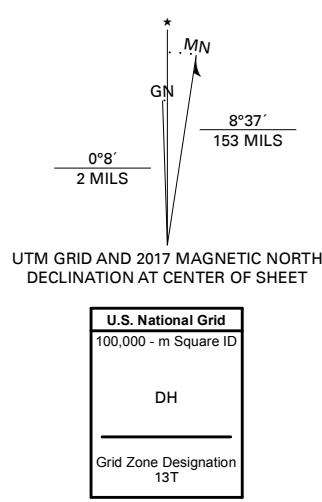 ★
MN
GN
8°37´
153 MILS
0°8´
2 MILS
UTM GRID AND 2017 MAGNETIC NORTH
DECLINATION AT CENTER OF SHEET
U.S. National Grid
100,000 - m Square ID
DH
Grid Zone Designation
13T